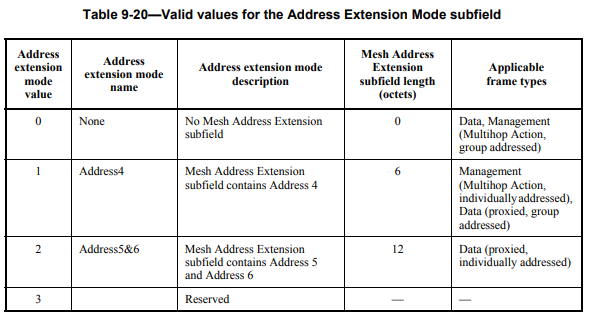 Table 9-20—Valid values for the Address Extension Mode subfield
Address extension mode value
Address extension mode name
Address extension mode description
Mesh Address Extension subfield length (octets)
Applicable frame types
0
None
No Mesh Address Extension
subfield
0
Data, Management
(Multihop Action,
group addressed)
1
Address4
Mesh Address Extension
subfield contains Address 4
6
Management
(Multihop Action,
individually addressed),
Data (proxied, group
addressed)
2
Address5&6
Mesh Address Extension
subfield contains Address 5
and Address 6
12
Data (proxied,
individually addressed)
3
Reserved
—
—